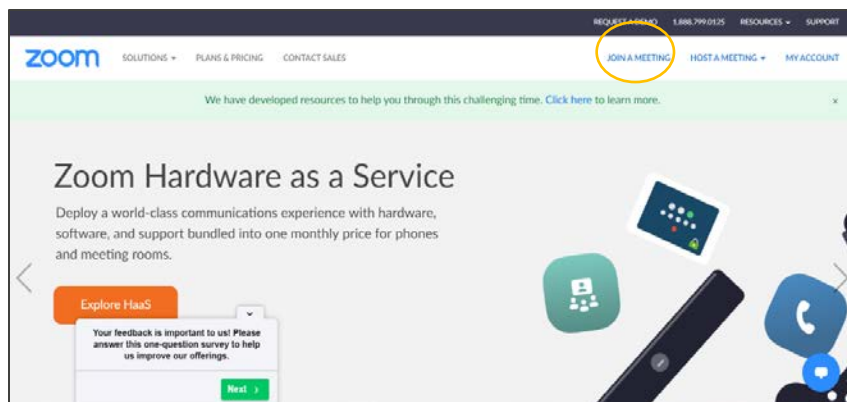 REQUEST A DEMO 1.888.799.0125 RESOURCES SUPPORT
zoom SOLUTIONS PLANS & PRICING CONTACT SALES JOIN A MEETING HOST A MEETING MY ACCOUNT
We have developed resources to help you through this challenging time. Click here to learn more. x
Zoom Hardware as a Service
Deploy a world-class communications experience with hardware,
software, and support bundled into one monthly price for phones
and meeting rooms.
Explore HaaS
Your feedback is important to us! Please
answer this one-question survey to help
us improve our offerings.
Next >